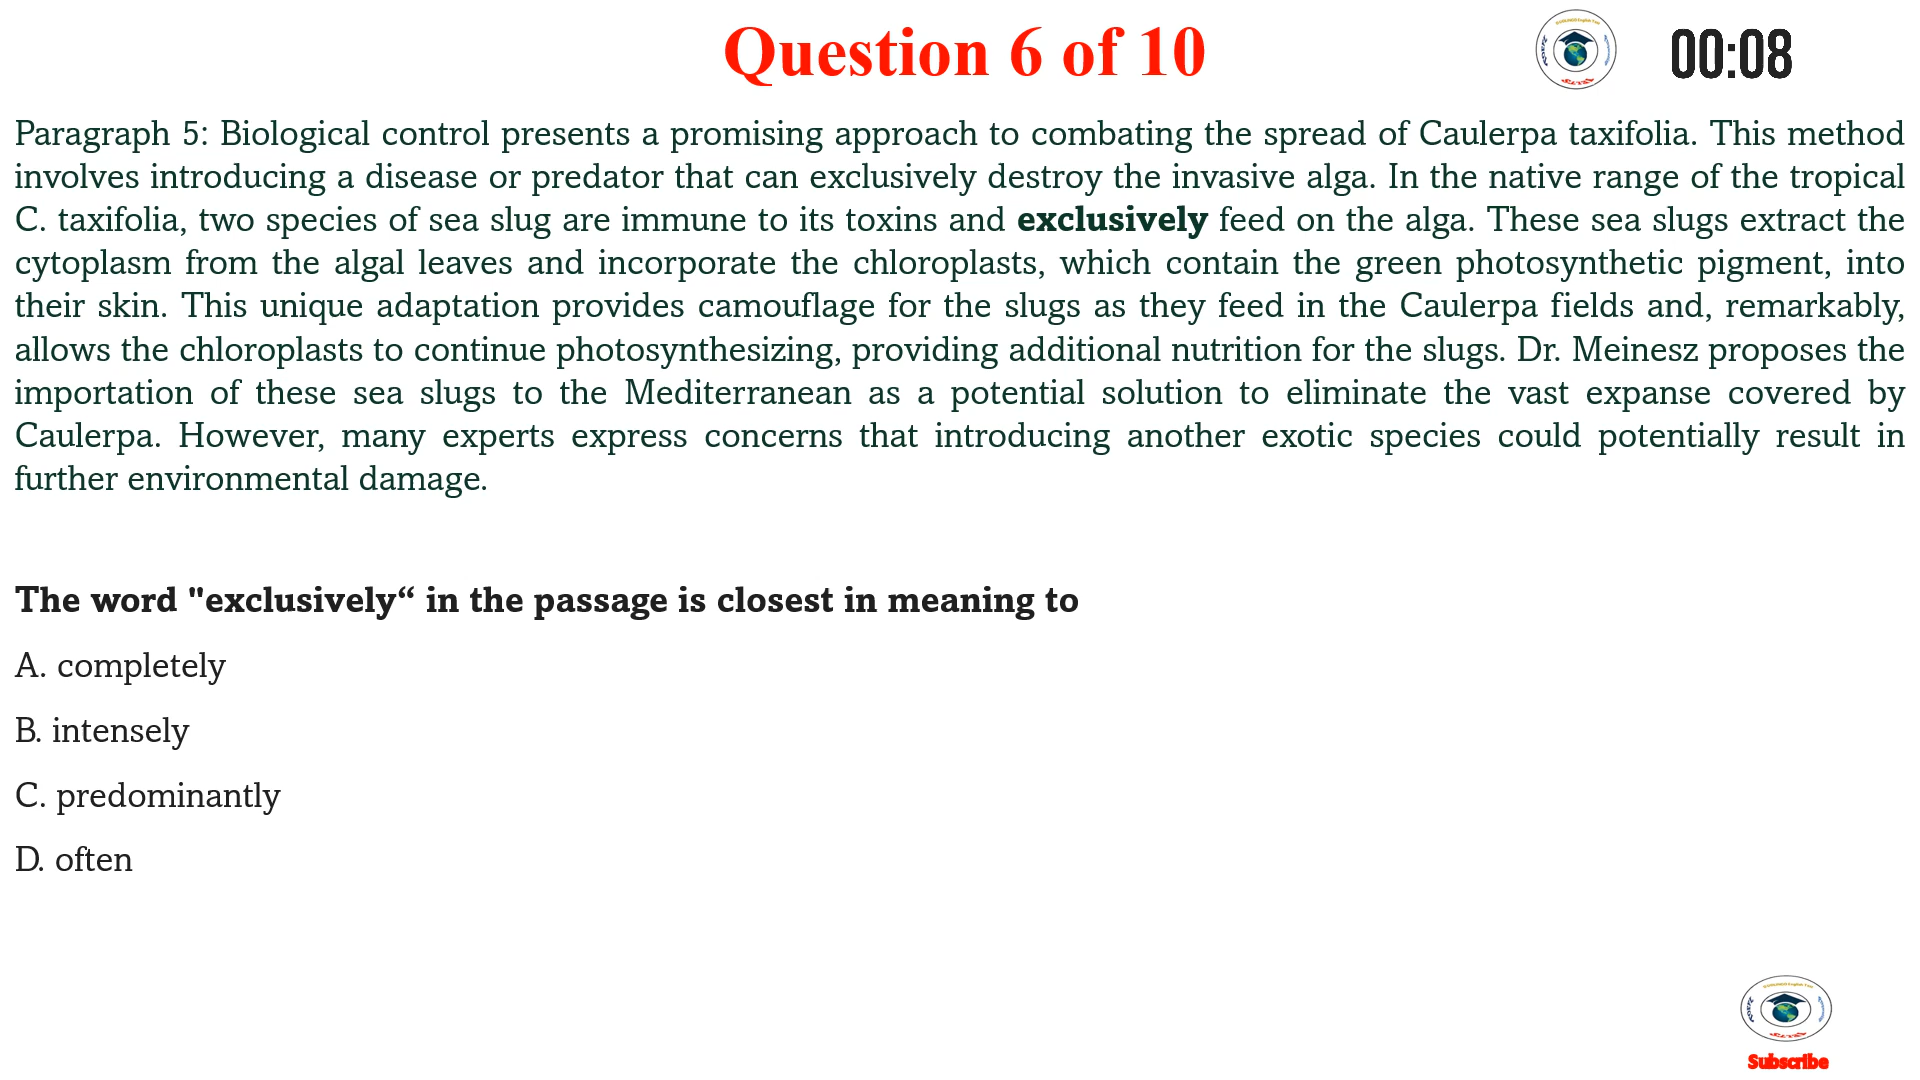 Question 6 of 10
00:08
Paragraph 5: Biological control presents a promising approach to combating the spread of Caulerpa taxifolia. This method
involves introducing a disease or predator that can exclusively destroy the invasive alga. In the native range of the tropical
C. taxifolia, two species of sea slug are immune to its toxins and exclusively feed on the alga. These sea slugs extract the
cytoplasm from the algal leaves and incorporate the chloroplasts, which contain the green photosynthetic pigment, into
their skin. This unique adaptation provides camouflage for the slugs as they feed in the Caulerpa fields and, remarkably,
allows the chloroplasts to continue photosynthesizing, providing additional nutrition for the slugs. Dr. Meinesz proposes the
importation of these sea slugs to the Mediterranean as a potential solution to eliminate the vast expanse covered by
Caulerpa. However, many experts express concerns that introducing another exotic species could potentially result in
further environmental damage.
The word "exclusively“ in the passage is closest in meaning to
A. completely
B. intensely
C. predominantly
D. often
Subscribe